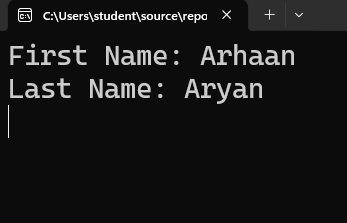 C:\Users\student\source\repo
First Name: Arhaan
Last Name: Aryan